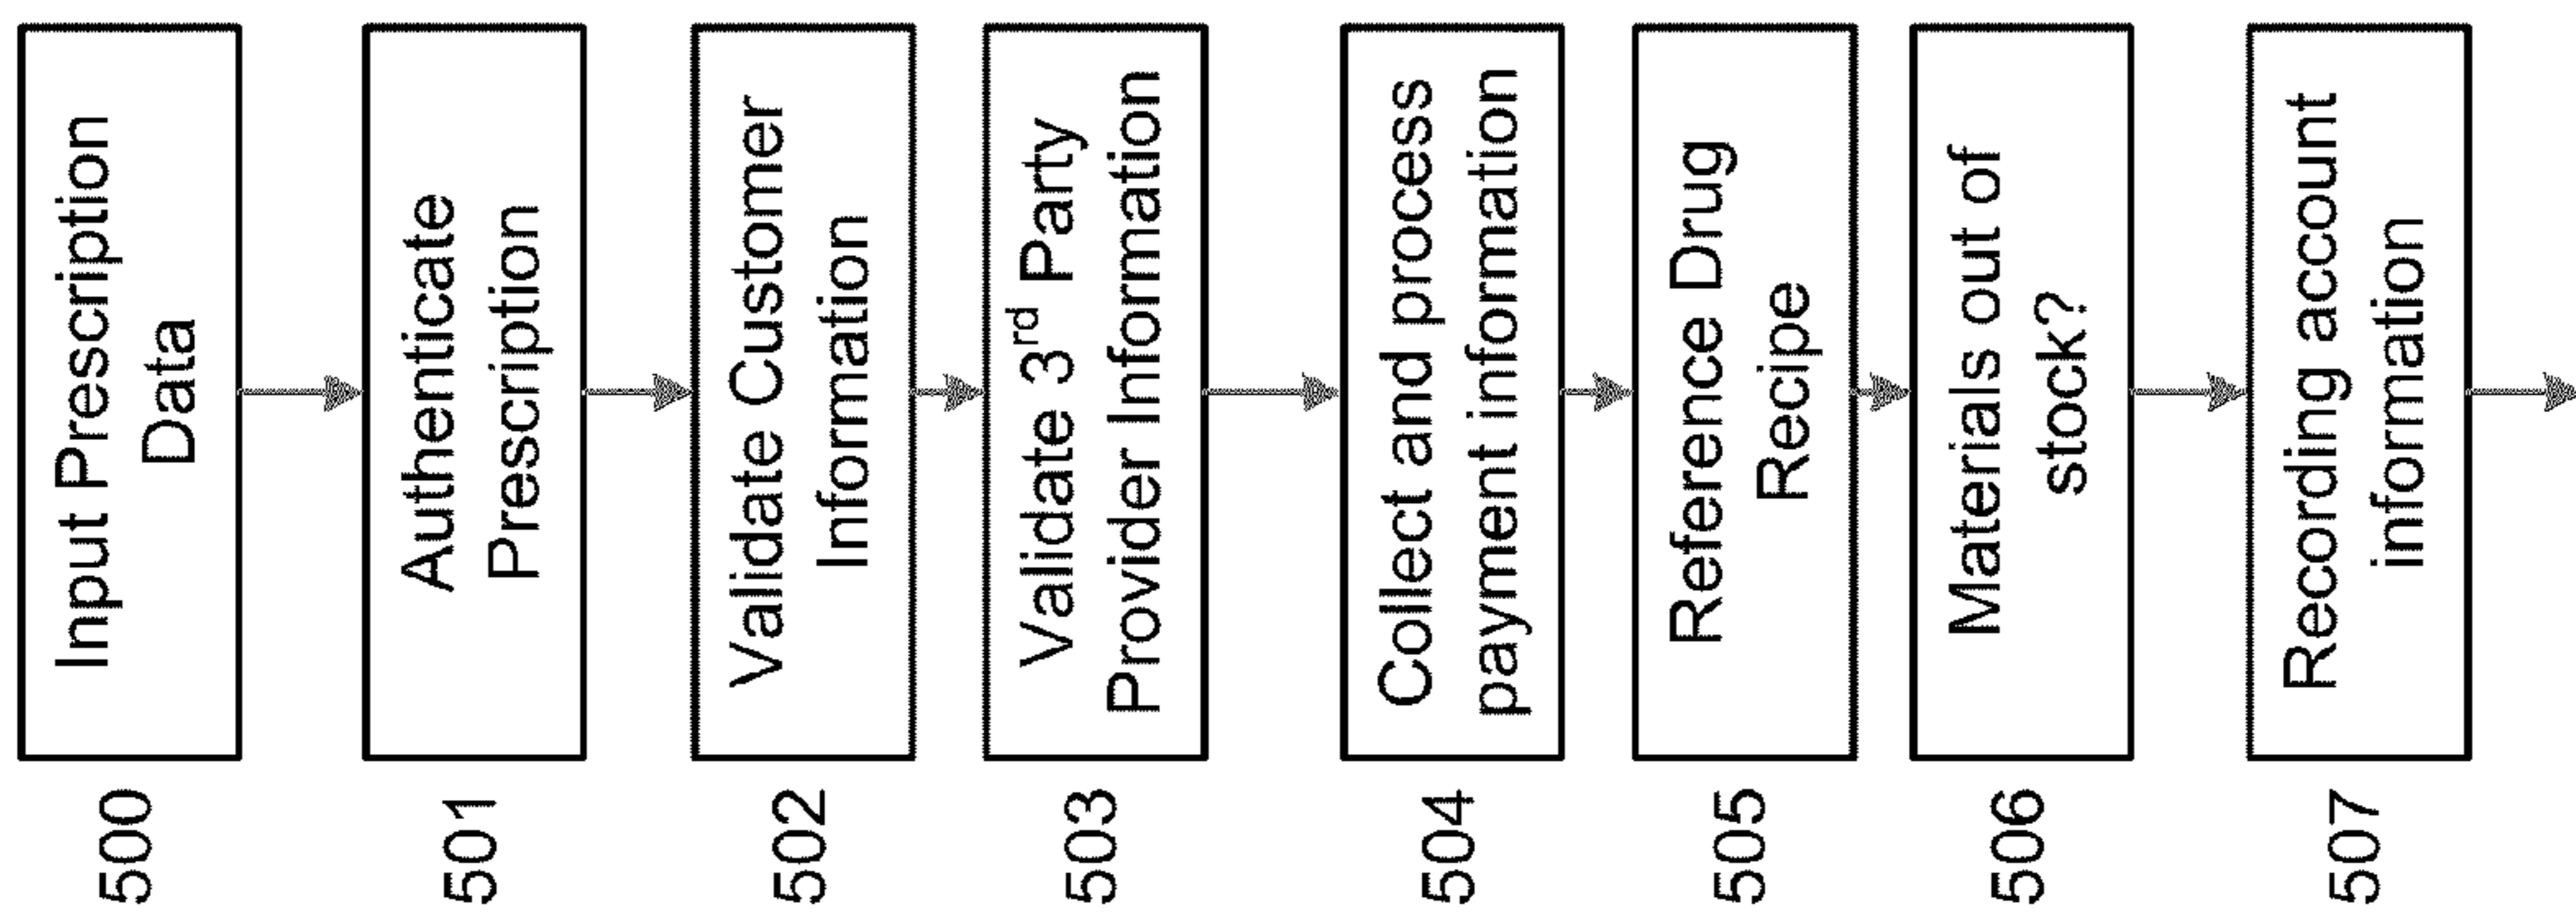 500
Input Prescription
Data
501
Authenticate
Prescription
502
Validate Customer
Information
503
Validate 3rd Party
Provider Information
504
Collect and process
payment information
505
Reference Drug
Recipe
506
Materials out of
stock?
507
Recording account
information